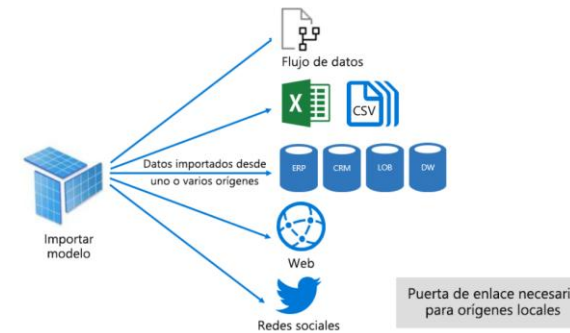 Flujo de datos
X
CSV
Datos importados desde
uno o varios orígenes
ERP
CRM
LOB
DW
Importar
modelo
Web
Redes sociales
Puerta de enlace necesari
para orígenes locales